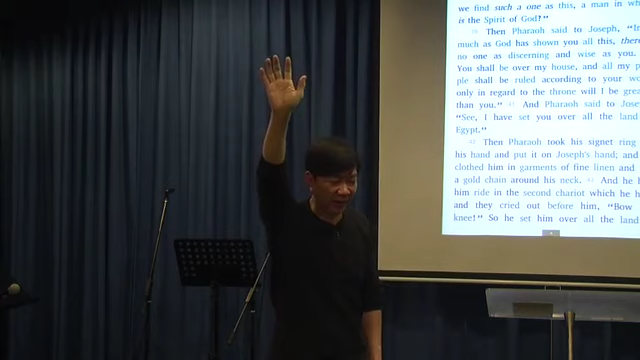 we find such a one as this, a man in wh
is the Spirit of God?"
39 Then Pharaoh said to Joseph, "In
much as God has shown you all this, there
no one as discerning and wise as you.
You shall be over my house, and all my p
ple shall be ruled according to your wo
only in regard to the throne will I be grea
than you." 41 And Pharaoh said to Jose
"See, I have set you over all the land
Egypt."
42 Then Pharaoh took his signet ring
his hand and put it on Joseph's hand; and
clothed him in garments of fine linen and
a gold chain around his neck. 43 And he h
him ride in the second chariot which he h
and they cried out before him, "Bow
knee!" So he set him over all the land